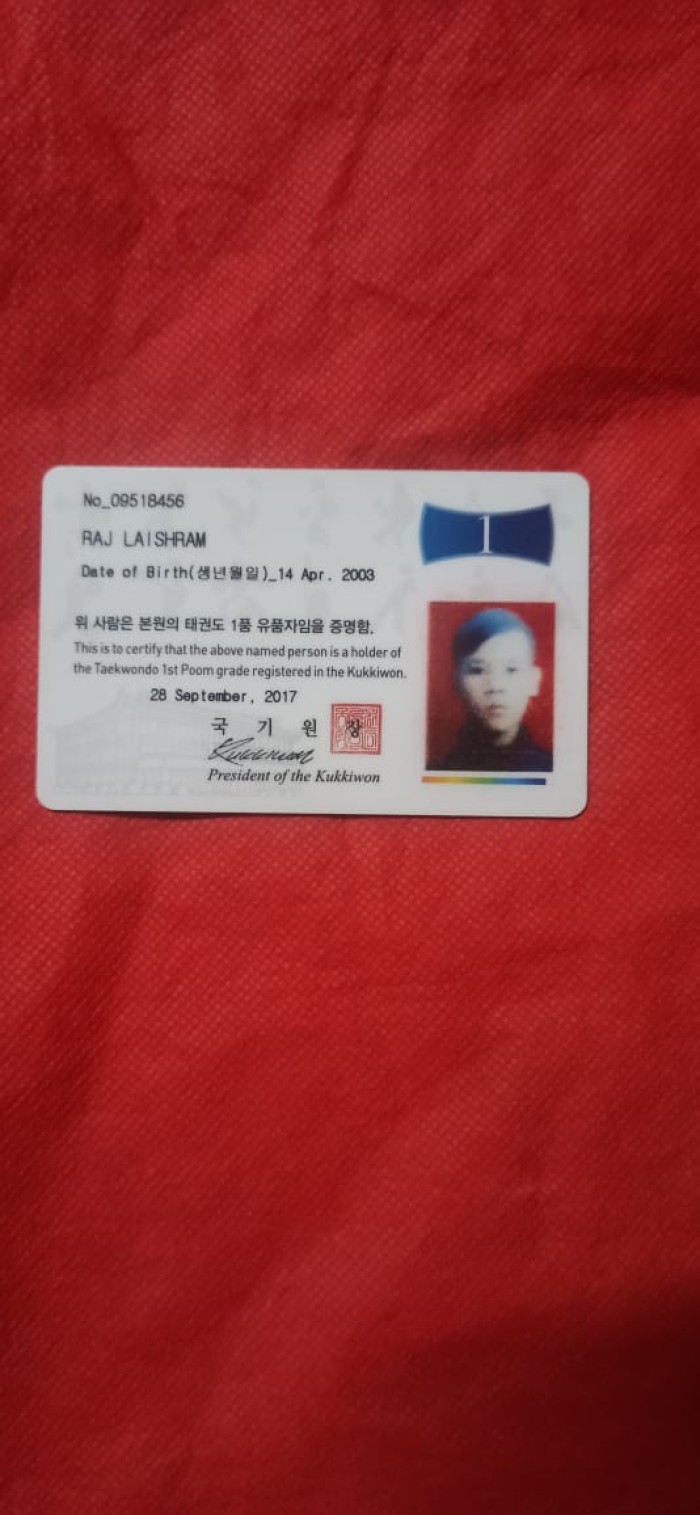 No_09518456
1
RAJ LAISHRAM
Date of Birth(생년월일)_14 Apr. 2003
위 사람은 본원의 태권도 1품 유품자임을 증명함.
This is to certify that the above named person is a holder of
the Taekwondo 1st Poom grade registered in the Kukkiwon.
28 September, 2017
국 기 원 장
Kukkiwon
President of the Kukkiwon